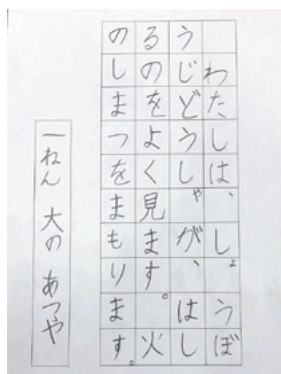 わたしは、しょうぼ
うじどうしゃが、はし
るのをよく見ます。火
のしまつをまもります。
一ねん 大の あつや